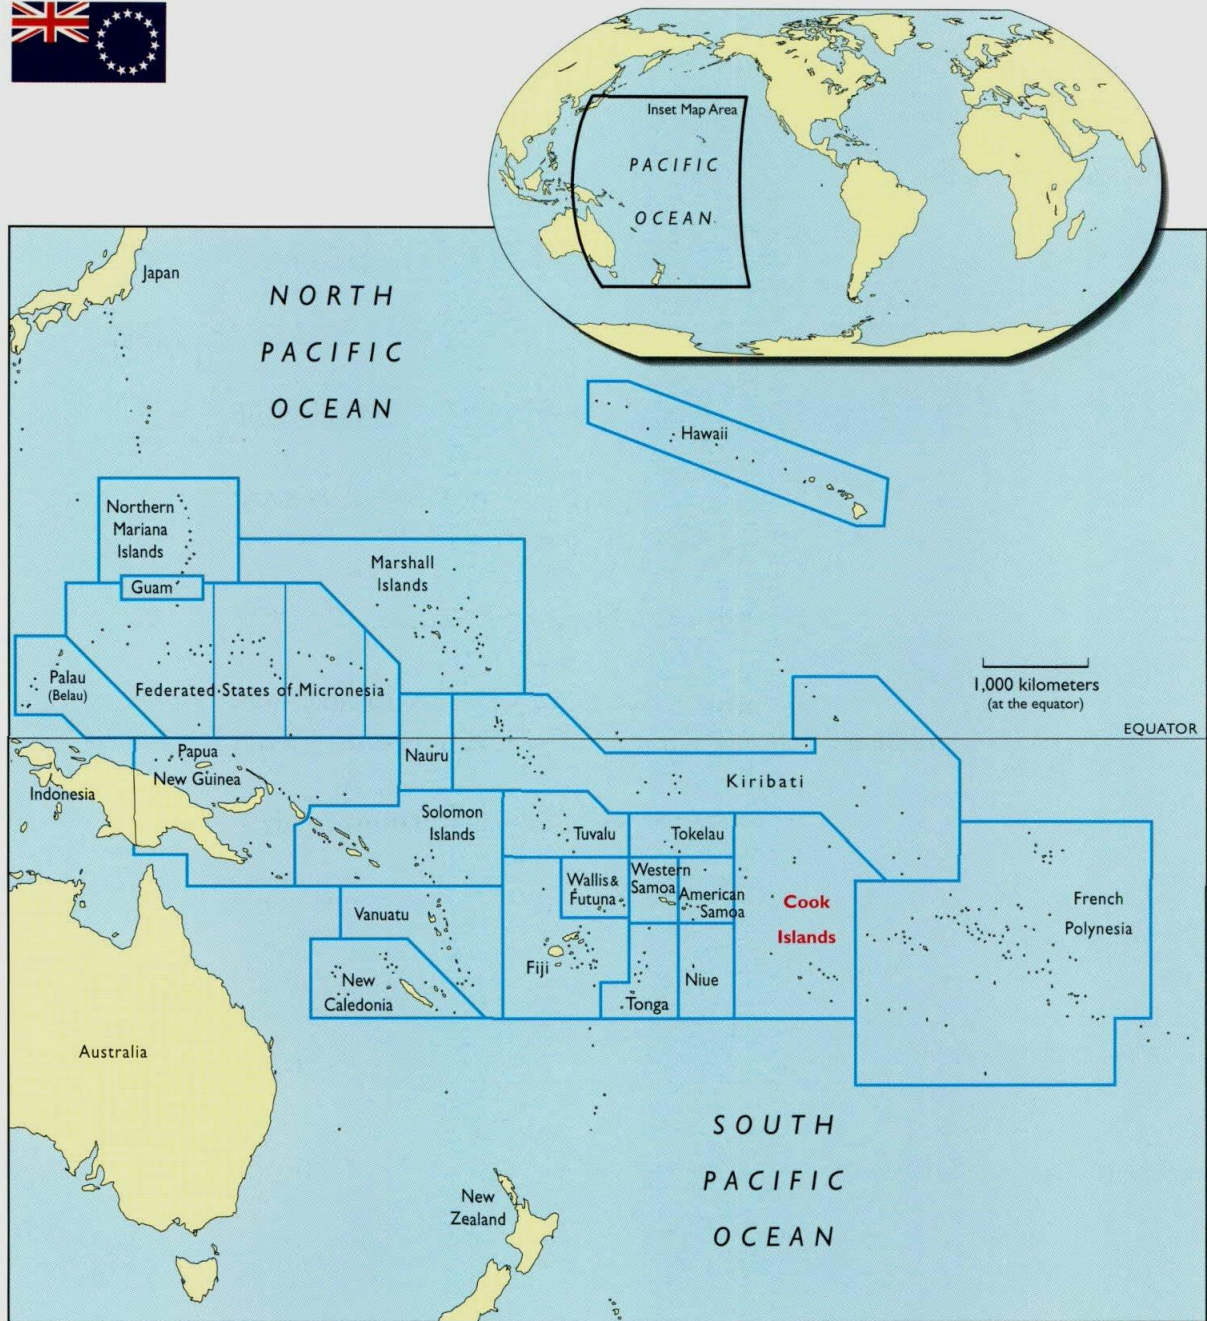 Inset Map Area
PACIFIC
OCEAN
Japan
NORTH
PACIFIC
OCEAN
Hawaii
Northern
Mariana
Islands
Guam
Marshall
Islands
Palau
(Belau)
Federated States of Micronesia
1,000 kilometers
(at the equator)
EQUATOR
Papua
New Guinea
Nauru
Kiribati
Indonesia
Solomon
Islands
Tuvalu
Tokelau
Wallis &
Futuna
Western
Samoa
American
Samoa
Cook
Islands
French
Polynesia
Vanuatu
Fiji
New
Caledonia
Tonga
Niue
Australia
SOUTH
PACIFIC
OCEAN
New
Zealand